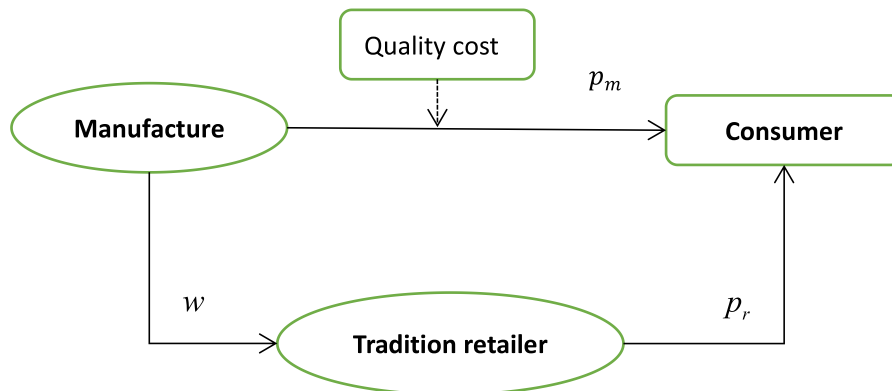 Quality cost
p_m
Manufacture
Consumer
w
p_r
Tradition retailer